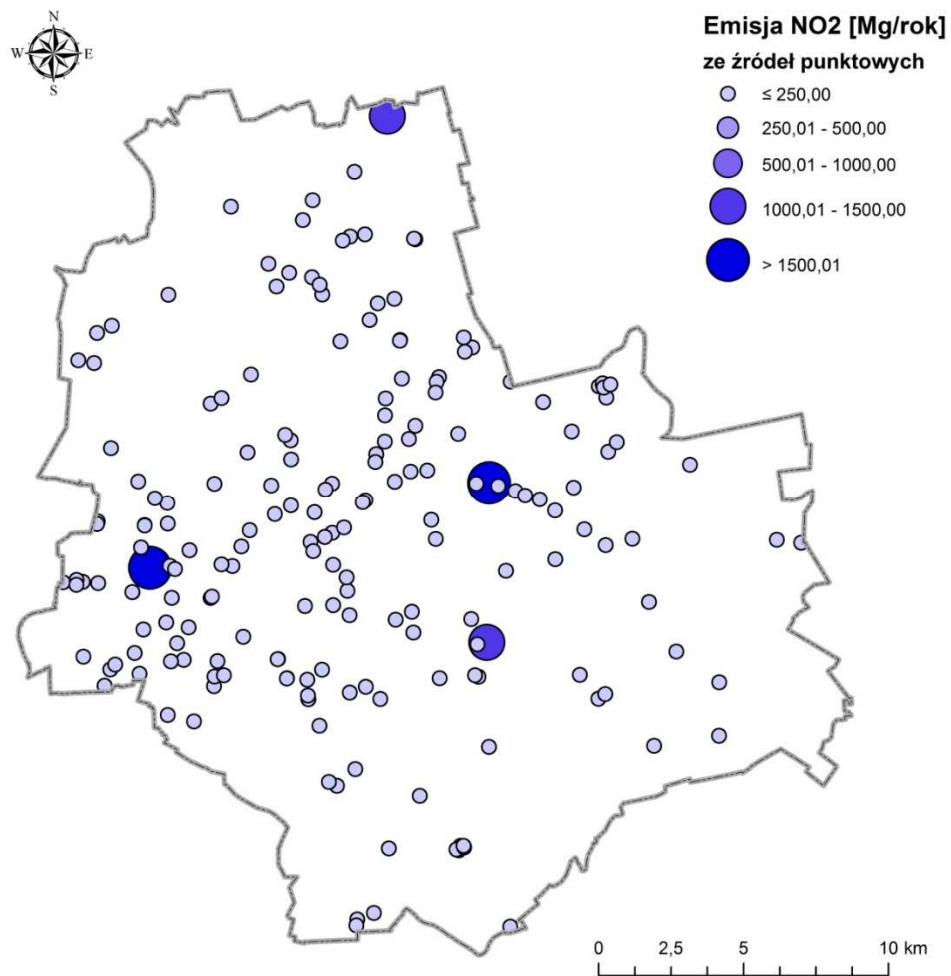 N
W E
S
Emisja NO2 [Mg/rok]
ze źródeł punktowych
≤ 250,00
250,01 - 500,00
500,01 - 1000,00
1000,01 - 1500,00
> 1500,01
0 2,5 5 10 km